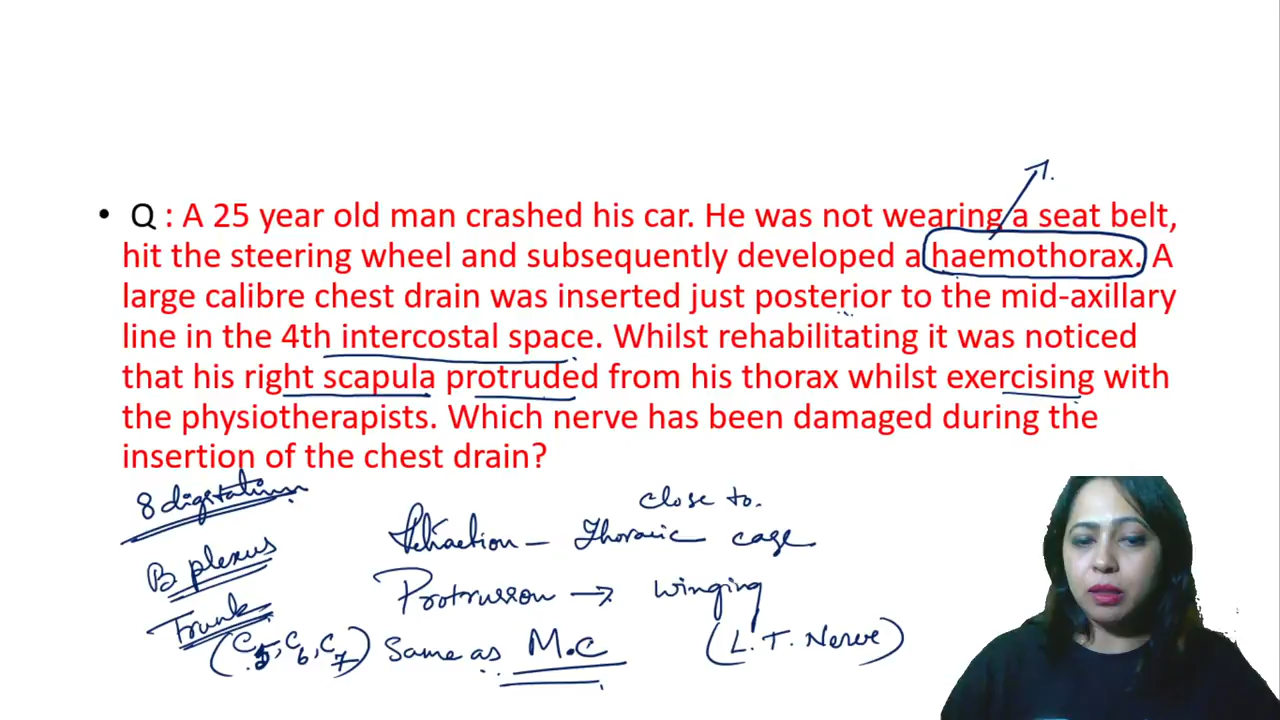 • Q : A 25 year old man crashed his car. He was not wearing a seat belt,
hit the steering wheel and subsequently developed a haemothorax. A
large calibre chest drain was inserted just posterior to the mid-axillary
line in the 4th intercostal space. Whilst rehabilitating it was noticed
that his right scapula protruded from his thorax whilst exercising with
the physiotherapists. Which nerve has been damaged during the
insertion of the chest drain?
8 digitation
close to.
Retraction – Thoracic cage
B plexus
Protrusson → winging
Trunk
(C5, C6, C7) Same as M.C (L.T. Nerve)